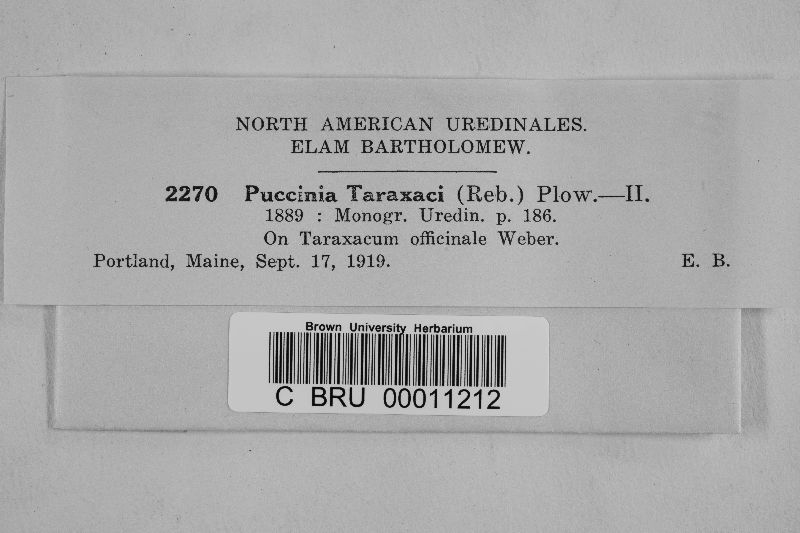 NORTH AMERICAN UREDINALES.
ELAM BARTHOLOMEW.
2270 Puccinia Taraxaci (Reb.) Plow.—II.
1889 : Monogr. Uredin. p. 186.
On Taraxacum officinale Weber.
Portland, Maine, Sept. 17, 1919. E. B.
Brown University Herbarium
C BRU 00011212